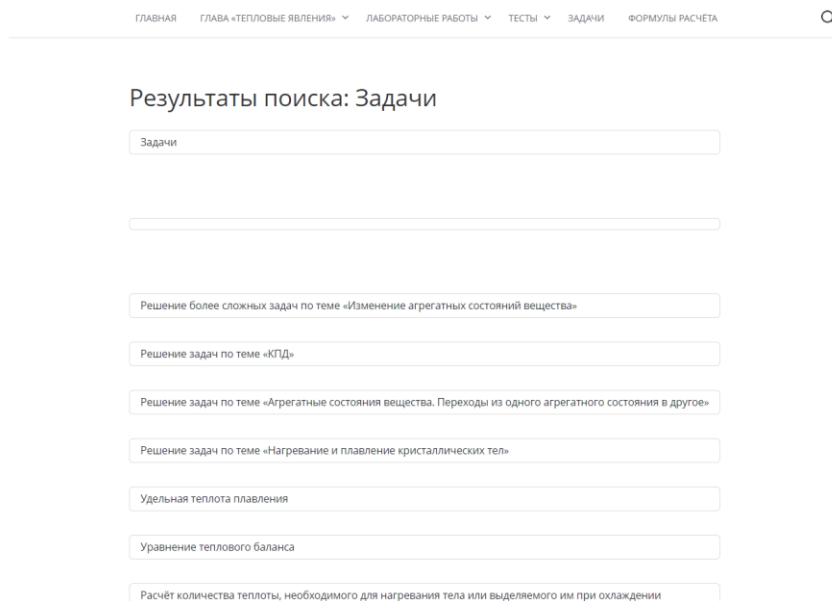 ГЛАВНАЯ ГЛАВА «ТЕПЛОВЫЕ ЯВЛЕНИЯ» ЛАБОРАТОРНЫЕ РАБОТЫ ТЕСТЫ ЗАДАЧИ ФОРМУЛЫ РАСЧЁТА
Результаты поиска: Задачи
Задачи
Решение более сложных задач по теме «Изменение агрегатных состояний вещества»
Решение задач по теме «КПД»
Решение задач по теме «Агрегатные состояния вещества. Переходы из одного агрегатного состояния в другое»
Решение задач по теме «Нагревание и плавление кристаллических тел»
Удельная теплота плавления
Уравнение теплового баланса
Расчёт количества теплоты, необходимого для нагревания тела или выделяемого им при охлаждении